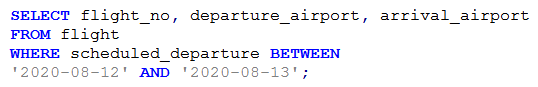 SELECT flight_no, departure_airport, arrival_airport
FROM flight
WHERE scheduled_departure BETWEEN
'2020-08-12' AND '2020-08-13';